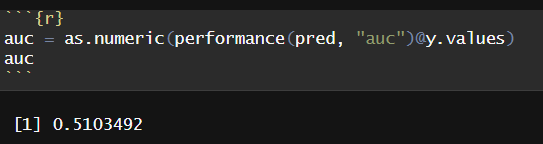 ```{r}
auc = as.numeric(performance(pred, "auc")@y.values)
auc
```
[1] 0.5103492